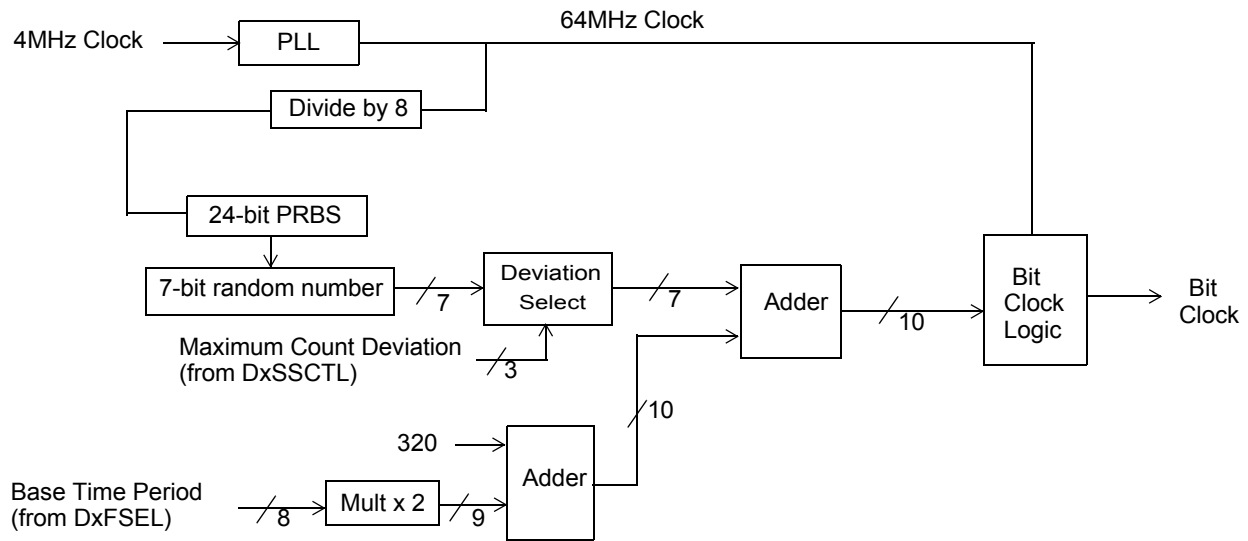 64MHz Clock
4MHz Clock
PLL
Divide by 8
24-bit PRBS
7-bit random number
7
Deviation
Select
7
Adder
10
Bit
Clock
Logic
Bit
Clock
Maximum Count Deviation
(from DxSSCTL)
3
10
320
Adder
Base Time Period
(from DxFSEL)
8
Mult x 2
9